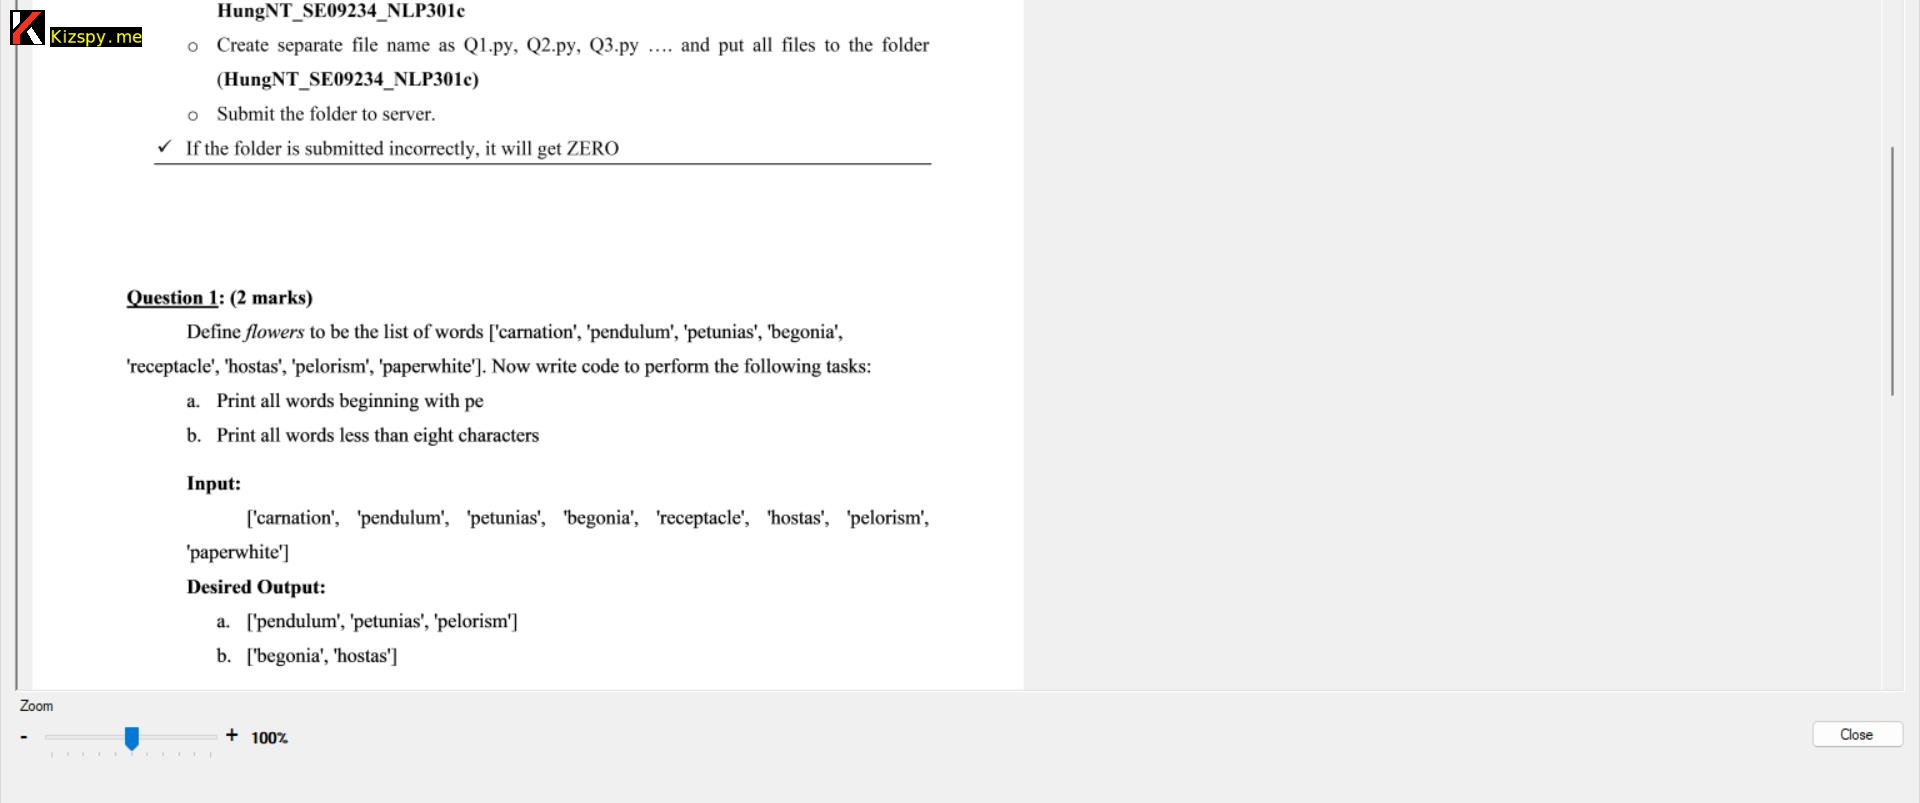 Kizspy.me
HungNT_SE09234_NLP301c
o Create separate file name as Q1.py, Q2.py, Q3.py .... and put all files to the folder
(HungNT_SE09234_NLP301c)
o Submit the folder to server.
✓ If the folder is submitted incorrectly, it will get ZERO
Question 1: (2 marks)
Define flowers to be the list of words ['carnation', 'pendulum', 'petunias', 'begonia',
'receptacle', 'hostas', 'pelorism', 'paperwhite']. Now write code to perform the following tasks:
a. Print all words beginning with pe
b. Print all words less than eight characters
Input:
['carnation', 'pendulum', 'petunias', 'begonia', 'receptacle', 'hostas', 'pelorism',
'paperwhite']
Desired Output:
a. ['pendulum', 'petunias', 'pelorism']
b. ['begonia', 'hostas']
Zoom
- + 100%
Close